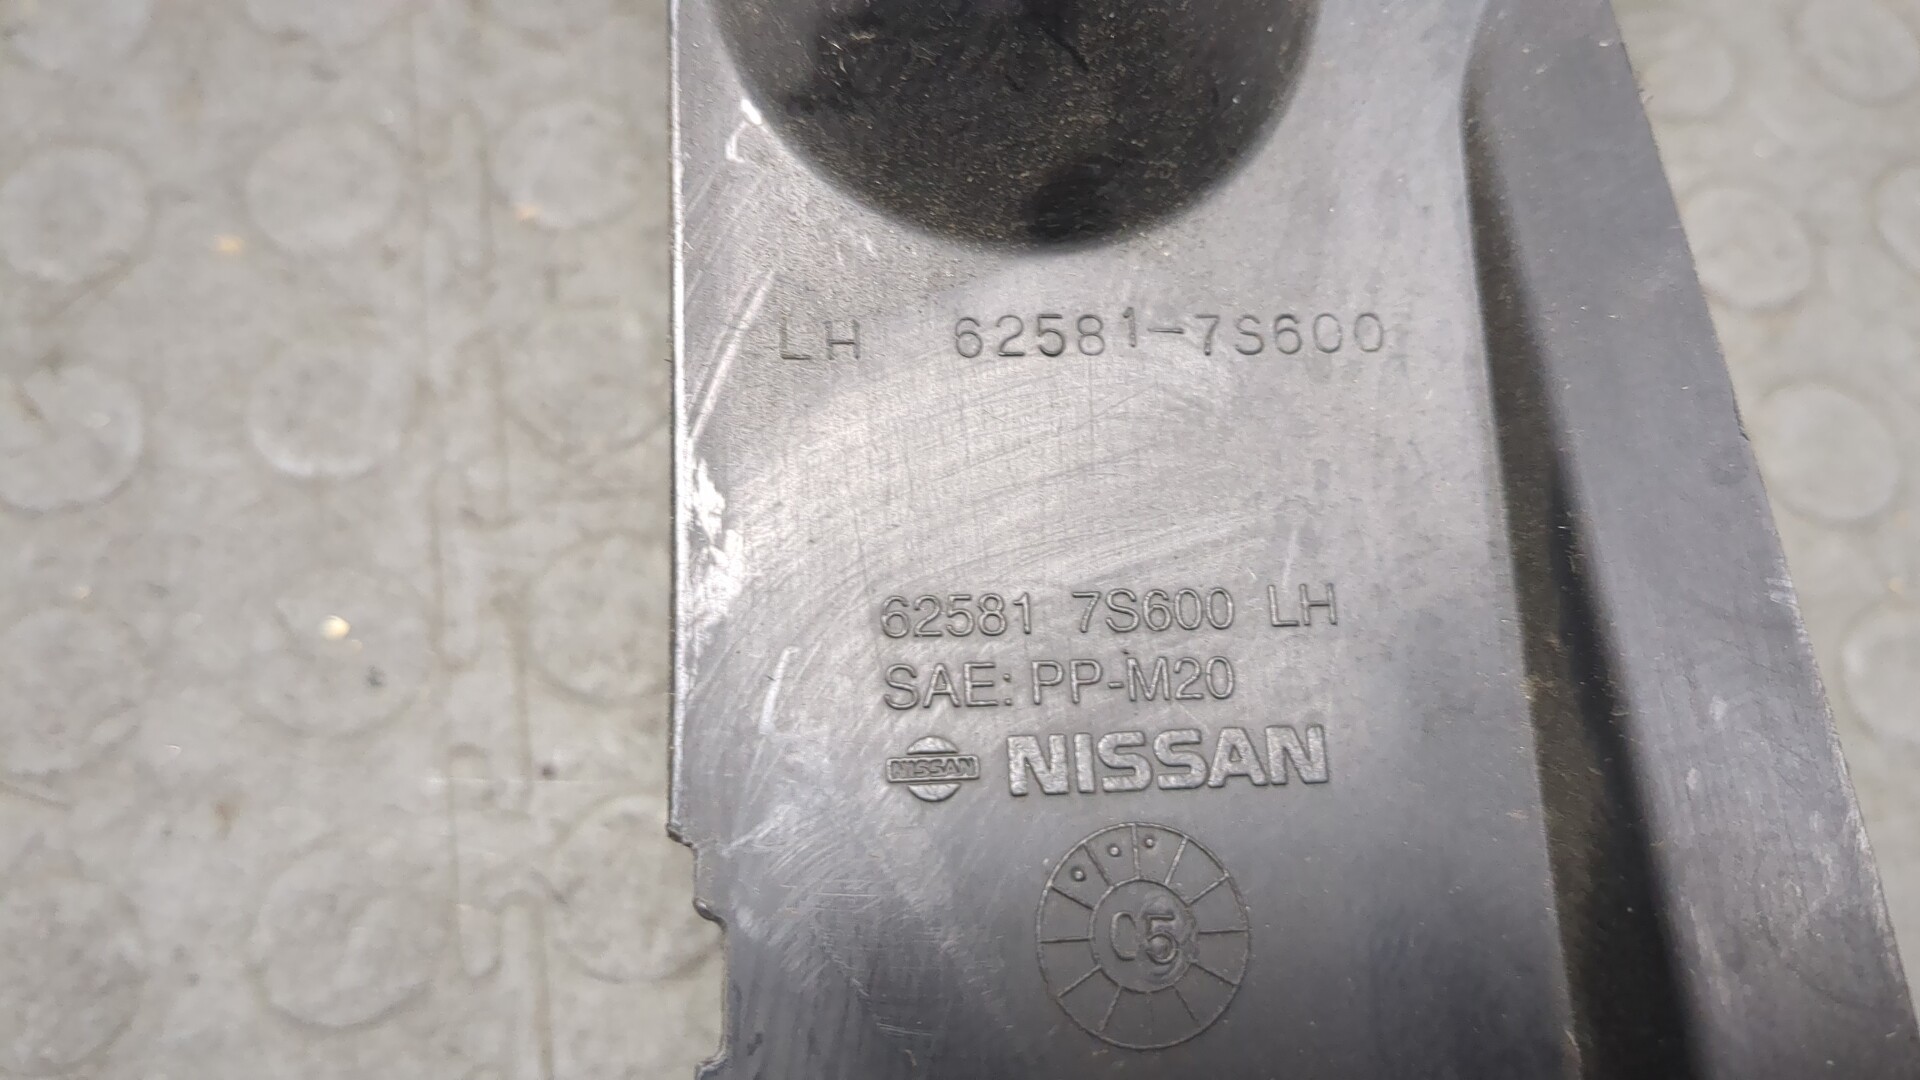 LH 62581-7S600
62581 7S600 LH
SAE: PP-M20
NISSAN NISSAN
05